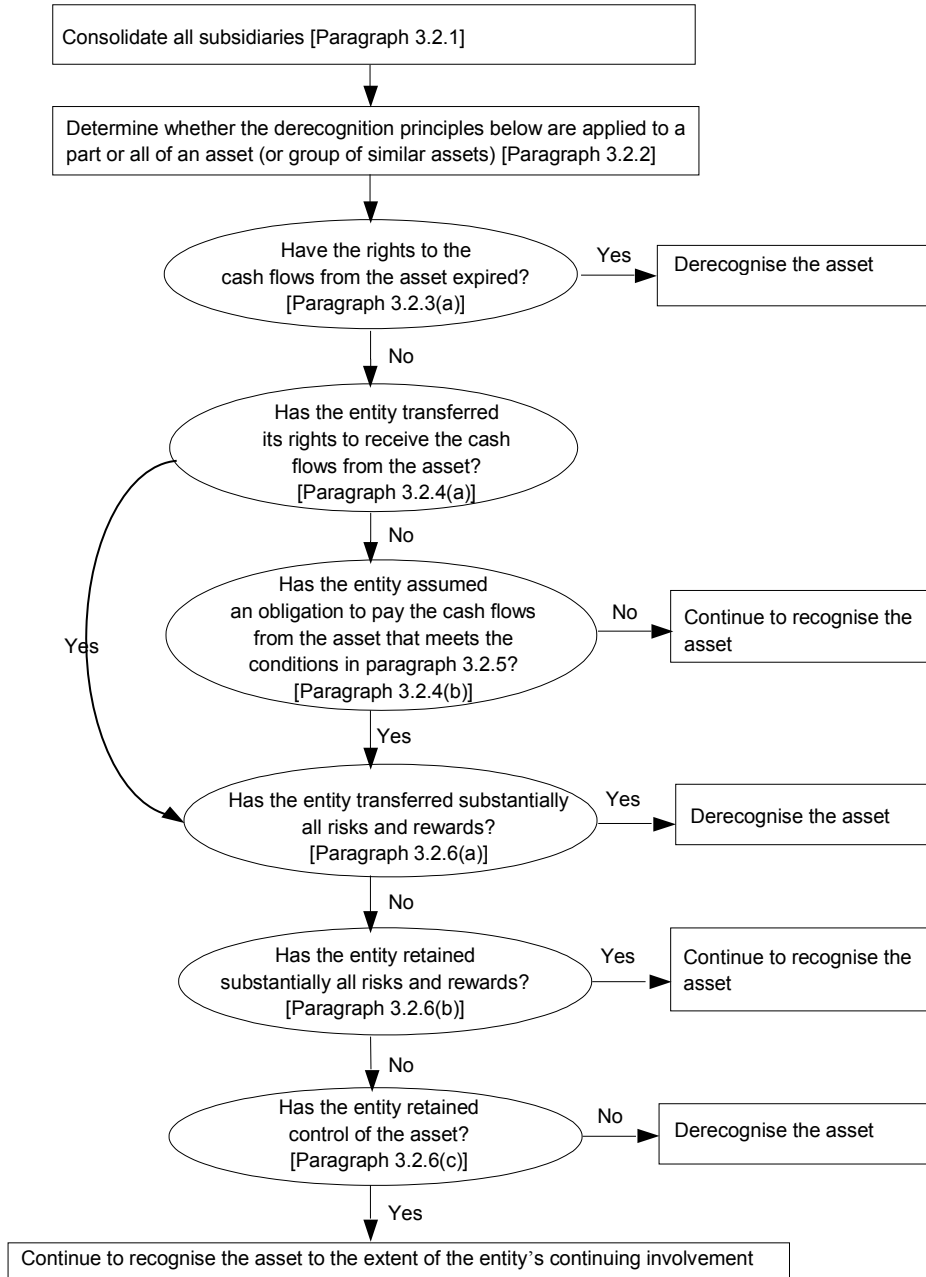 Consolidate all subsidiaries [Paragraph 3.2.1]
Determine whether the derecognition principles below are applied to a
part or all of an asset (or group of similar assets) [Paragraph 3.2.2]
Have the rights to the
cash flows from the asset expired?
[Paragraph 3.2.3(a)]
Yes
Derecognise the asset
No
Has the entity transferred
its rights to receive the cash
flows from the asset?
[Paragraph 3.2.4(a)]
No
Has the entity assumed
an obligation to pay the cash flows
from the asset that meets the
conditions in paragraph 3.2.5?
[Paragraph 3.2.4(b)]
No
Continue to recognise the
asset
Yes
Yes
Has the entity transferred substantially
all risks and rewards?
[Paragraph 3.2.6(a)]
Yes
Derecognise the asset
No
Has the entity retained
substantially all risks and rewards?
[Paragraph 3.2.6(b)]
Yes
Continue to recognise the
asset
No
Has the entity retained
control of the asset?
[Paragraph 3.2.6(c)]
No
Derecognise the asset
Yes
Continue to recognise the asset to the extent of the entity’s continuing involvement